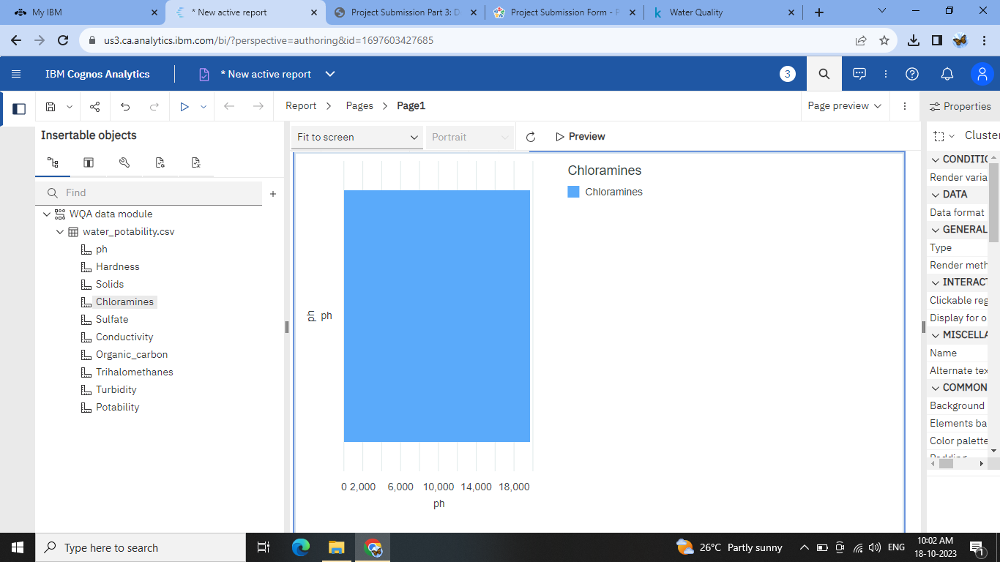 My IBM
* New active report
Project Submission Part 3: D
Project Submission Form - P
Water Quality
us3.ca.analytics.ibm.com/bi/?perspective=authoring&id=1697603427685
IBM Cognos Analytics
* New active report
3
Report > Pages > Page1
Page preview
Properties
Insertable objects
Fit to screen
Portrait
Preview
Cluster
Find
WQA data module
water_potability.csv
ph
Hardness
Solids
Chloramines
Sulfate
Conductivity
Organic_carbon
Trihalomethanes
Turbidity
Potability
Chloramines
Chloramines
ph
ph
0 2,000 6,000 10,000 14,000 18,000
ph
CONDITIO
Render varia
DATA
Data format
GENERAL
Type
Render meth
INTERACT
Clickable reg
Display for o
MISCELLA
Name
Alternate tex
COMMON
Background
Elements ba
Color palette
Type here to search
26°C Partly sunny
ENG
10:02 AM
18-10-2023
1